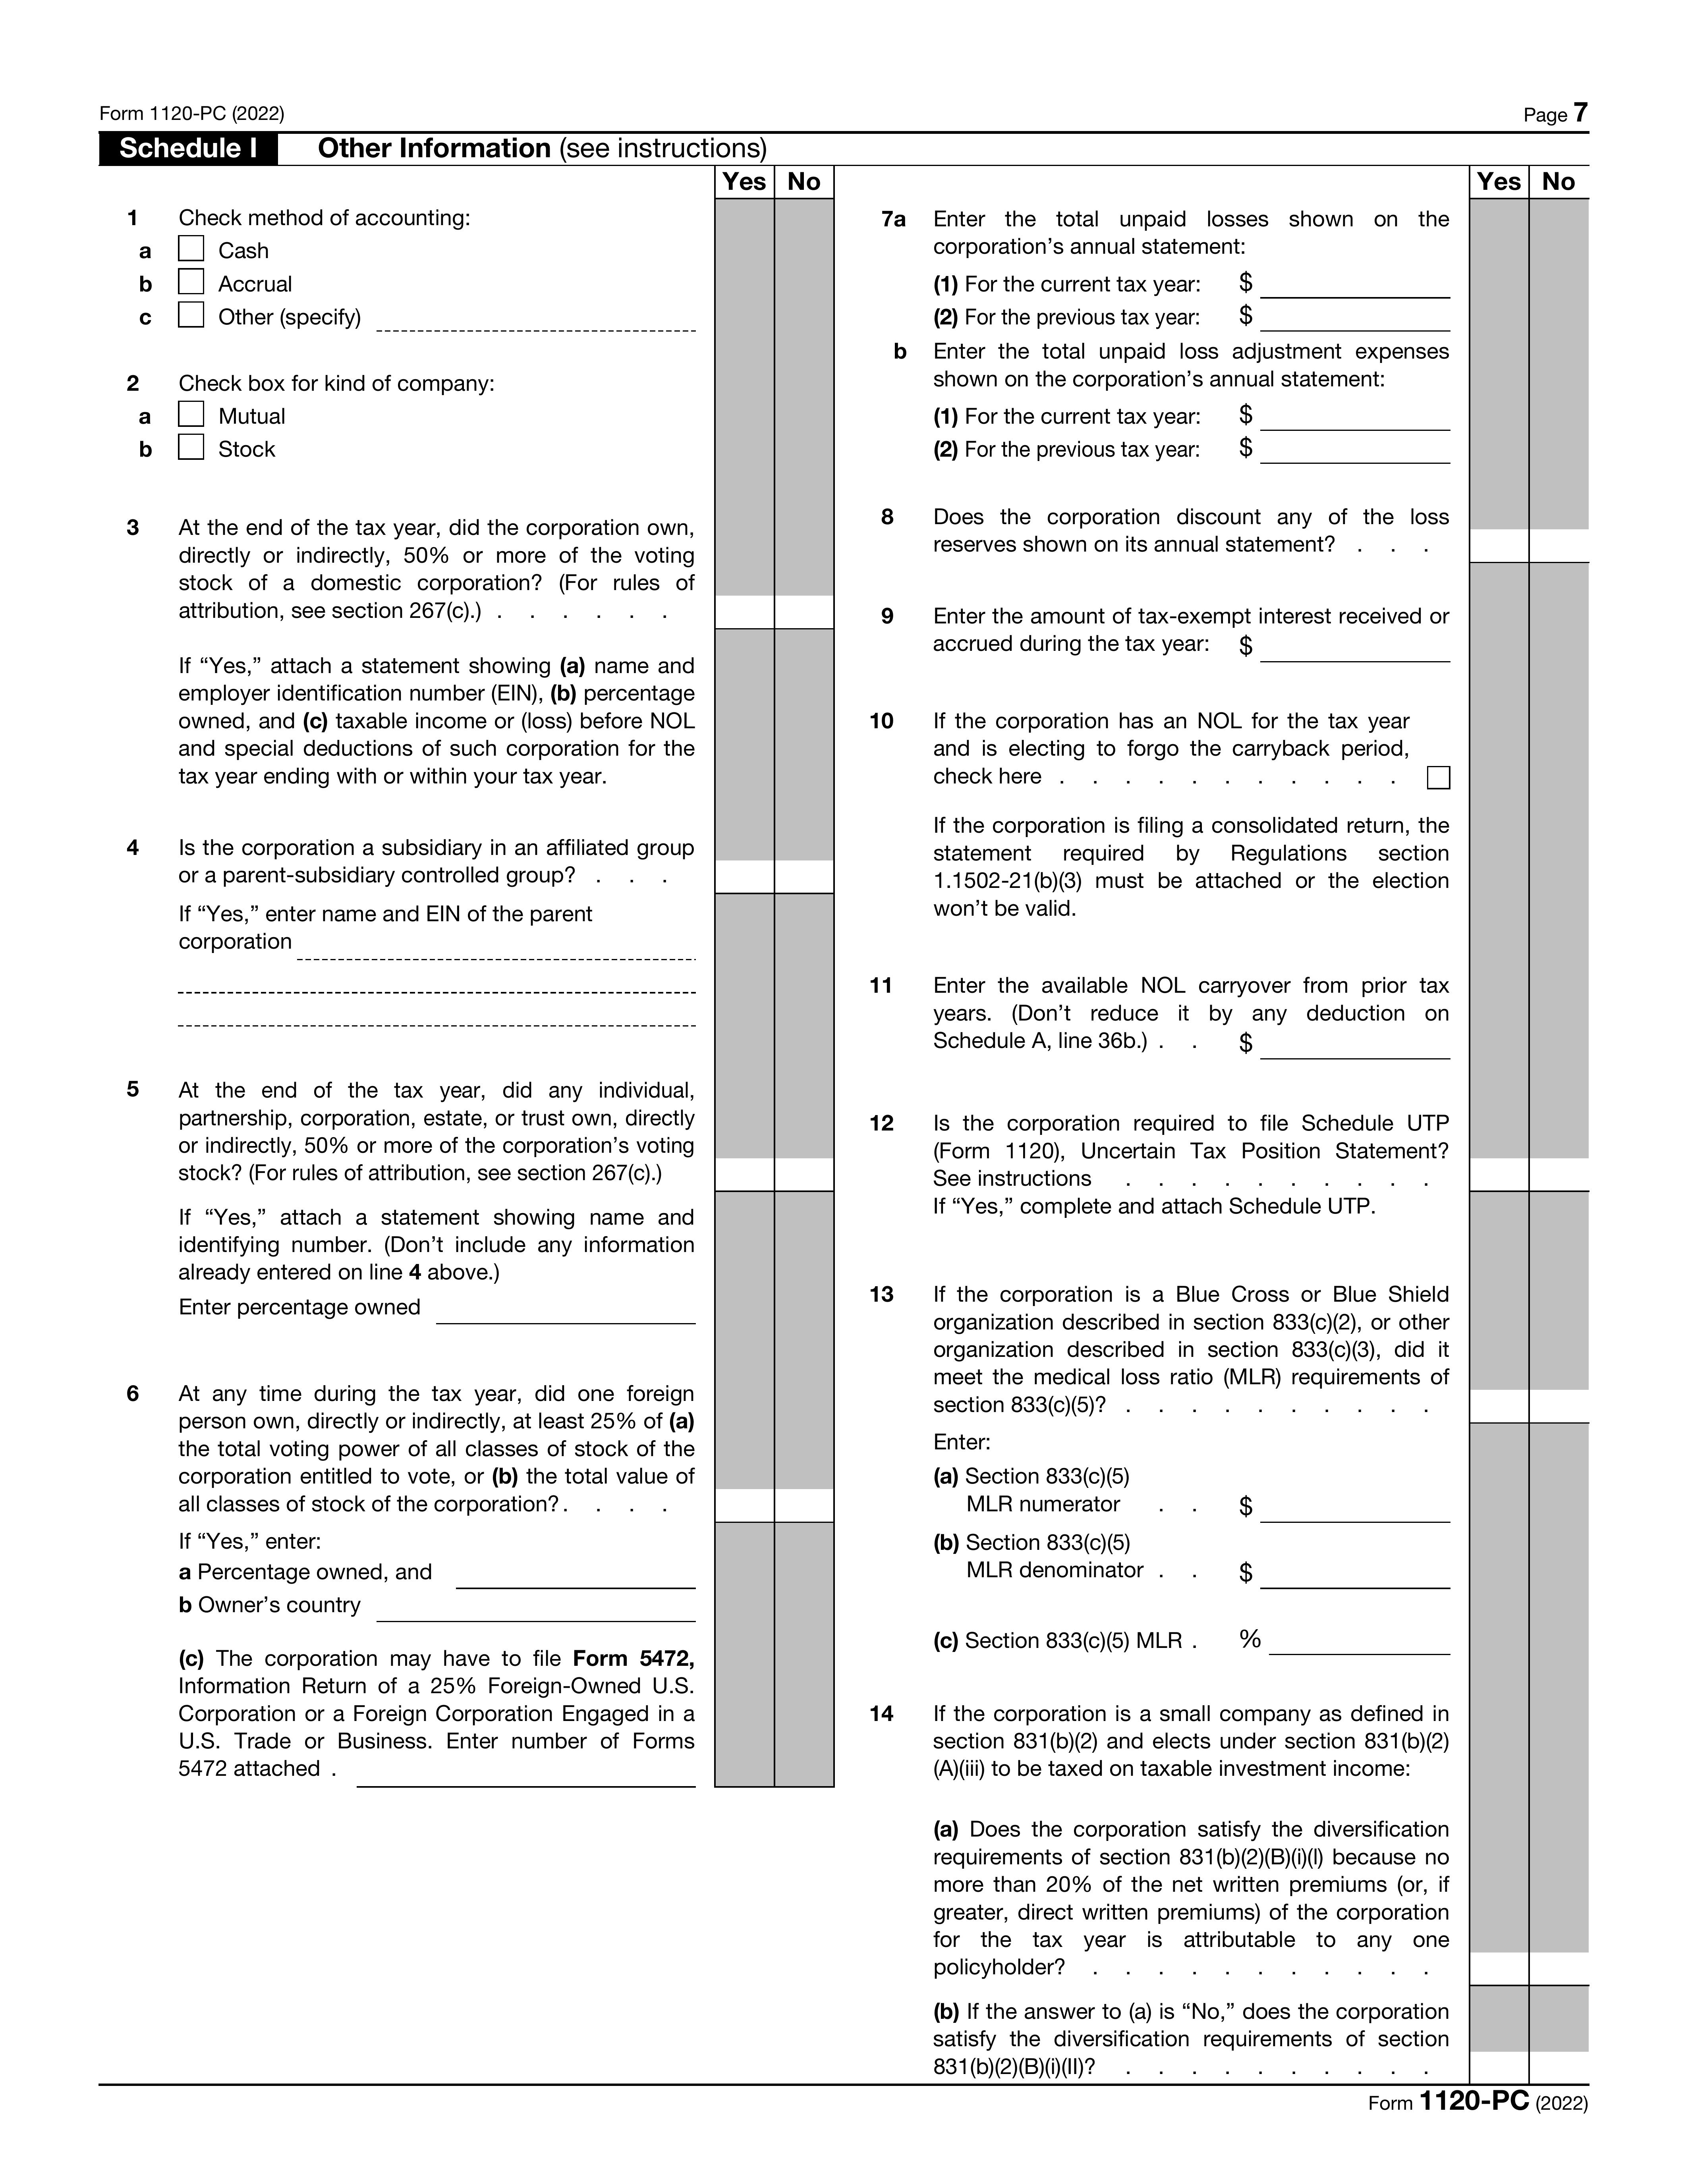 Form 1120-PC (2022)
Page 7
Schedule I Other Information (see instructions)
Yes No
1 Check method of accounting:
a Cash
b Accrual
c Other (specify)
2 Check box for kind of company:
a Mutual
b Stock
3 At the end of the tax year, did the corporation own,
directly or indirectly, 50% or more of the voting
stock of a domestic corporation? (For rules of
attribution, see section 267(c).) . . . . . .
If “Yes,” attach a statement showing (a) name and
employer identification number (EIN), (b) percentage
owned, and (c) taxable income or (loss) before NOL
and special deductions of such corporation for the
tax year ending with or within your tax year.
4 Is the corporation a subsidiary in an affiliated group
or a parent-subsidiary controlled group? . . .
If “Yes,” enter name and EIN of the parent
corporation
5 At the end of the tax year, did any individual,
partnership, corporation, estate, or trust own, directly
or indirectly, 50% or more of the corporation’s voting
stock? (For rules of attribution, see section 267(c).)
If “Yes,” attach a statement showing name and
identifying number. (Don’t include any information
already entered on line 4 above.)
Enter percentage owned
6 At any time during the tax year, did one foreign
person own, directly or indirectly, at least 25% of (a)
the total voting power of all classes of stock of the
corporation entitled to vote, or (b) the total value of
all classes of stock of the corporation? . . . .
If “Yes,” enter:
a Percentage owned, and
b Owner’s country
(c) The corporation may have to file Form 5472,
Information Return of a 25% Foreign-Owned U.S.
Corporation or a Foreign Corporation Engaged in a
U.S. Trade or Business. Enter number of Forms
5472 attached .
Yes No
7a Enter the total unpaid losses shown on the
corporation’s annual statement:
(1) For the current tax year: $
(2) For the previous tax year: $
b Enter the total unpaid loss adjustment expenses
shown on the corporation’s annual statement:
(1) For the current tax year: $
(2) For the previous tax year: $
8 Does the corporation discount any of the loss
reserves shown on its annual statement? . . .
9 Enter the amount of tax-exempt interest received or
accrued during the tax year: $
10 If the corporation has an NOL for the tax year
and is electing to forgo the carryback period,
check here . . . . . . . . . . .
If the corporation is filing a consolidated return, the
statement required by Regulations section
1.1502-21(b)(3) must be attached or the election
won’t be valid.
11 Enter the available NOL carryover from prior tax
years. (Don’t reduce it by any deduction on
Schedule A, line 36b.) . . $
12 Is the corporation required to file Schedule UTP
(Form 1120), Uncertain Tax Position Statement?
See instructions . . . . . . . . . .
If “Yes,” complete and attach Schedule UTP.
13 If the corporation is a Blue Cross or Blue Shield
organization described in section 833(c)(2), or other
organization described in section 833(c)(3), did it
meet the medical loss ratio (MLR) requirements of
section 833(c)(5)? . . . . . . . . . .
Enter:
(a) Section 833(c)(5)
MLR numerator . . $
(b) Section 833(c)(5)
MLR denominator . . $
(c) Section 833(c)(5) MLR . %
14 If the corporation is a small company as defined in
section 831(b)(2) and elects under section 831(b)(2)
(A)(iii) to be taxed on taxable investment income:
(a) Does the corporation satisfy the diversification
requirements of section 831(b)(2)(B)(i)(I) because no
more than 20% of the net written premiums (or, if
greater, direct written premiums) of the corporation
for the tax year is attributable to any one
policyholder? . . . . . . . . . . .
(b) If the answer to (a) is “No,” does the corporation
satisfy the diversification requirements of section
831(b)(2)(B)(i)(II)? . . . . . . . . . .
Form 1120-PC (2022)